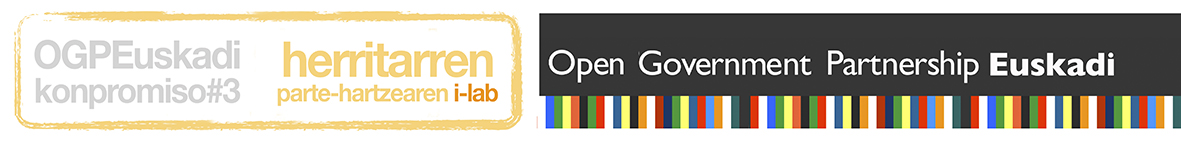 OGPEuskadi
konpromiso#3
herritarren
parte-hartzearen i-lab
Open Government Partnership Euskadi